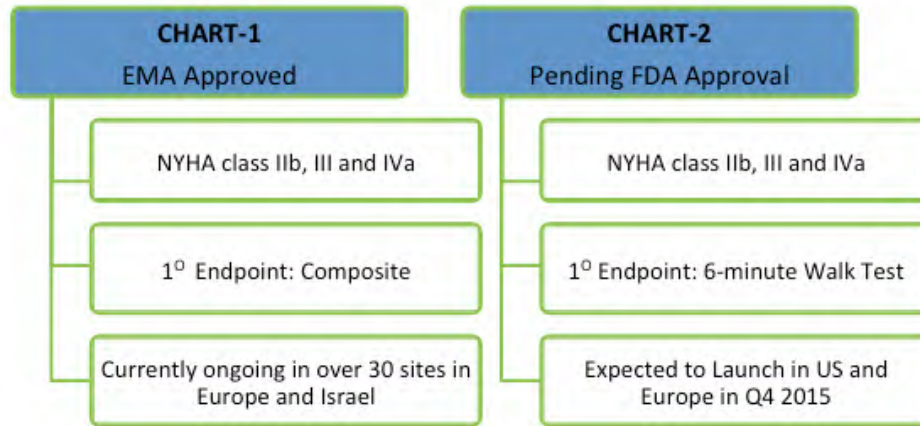 CHART-1
EMA Approved
NYHA class IIb, III and IVa
1º Endpoint: Composite
Currently ongoing in over 30 sites in
Europe and Israel
CHART-2
Pending FDA Approval
NYHA class IIb, III and IVa
1º Endpoint: 6-minute Walk Test
Expected to Launch in US and
Europe in Q4 2015